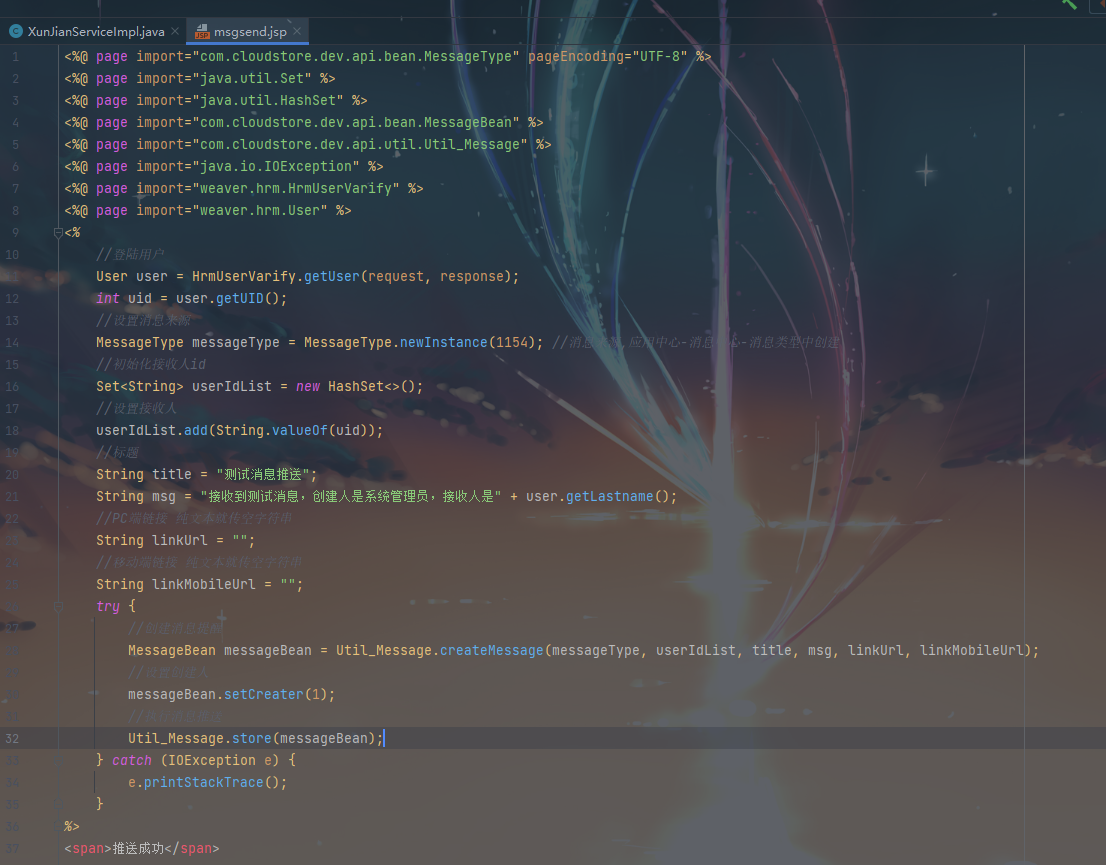 XunJianServiceImpl.java
msgsend.jsp
1 <%@ page import="com.cloudstore.dev.api.bean.MessageType" pageEncoding="UTF-8" %>
2 <%@ page import="java.util.Set" %>
3 <%@ page import="java.util.HashSet" %>
4 <%@ page import="com.cloudstore.dev.api.bean.MessageBean" %>
5 <%@ page import="com.cloudstore.dev.api.util.Util_Message" %>
6 <%@ page import="java.io.IOException" %>
7 <%@ page import="weaver.hrm.HrmUserVarify" %>
8 <%@ page import="weaver.hrm.User" %>
9 <%
10 //登陆用户
11 User user = HrmUserVarify.getUser(request, response);
12 int uid = user.getUID();
13 //设置消息来源
14 MessageType messageType = MessageType.newInstance(1154); //消息 应用中心-消息 心-消息类型中创建
15 //初始化接收人id
16 Set<String> userIdList = new HashSet<>();
17 //设置接收人
18 userIdList.add(String.valueOf(uid));
19 //标题
20 String title = "测试消息推送";
21 String msg = "接收到测试消息，创建人是系统管理员，接收人是" + user.getLastname();
22 //PC端链接 纯文本就传空字符串
23 String linkUrl = "";
24 //移动端链接 纯文本就传空字符串
25 String linkMobileUrl = "";
26 try {
27 //创建消息提醒
28 MessageBean messageBean = Util_Message.createMessage(messageType, userIdList, title, msg, linkUrl, linkMobileUrl);
29 //设置创建人
30 messageBean.setCreater(1);
31 //
32 Util_Message.store(messageBean);
33 } catch (IOException e) {
34 e.printStackTrace();
35 }
36 %>
37 <span>推送成功</span>